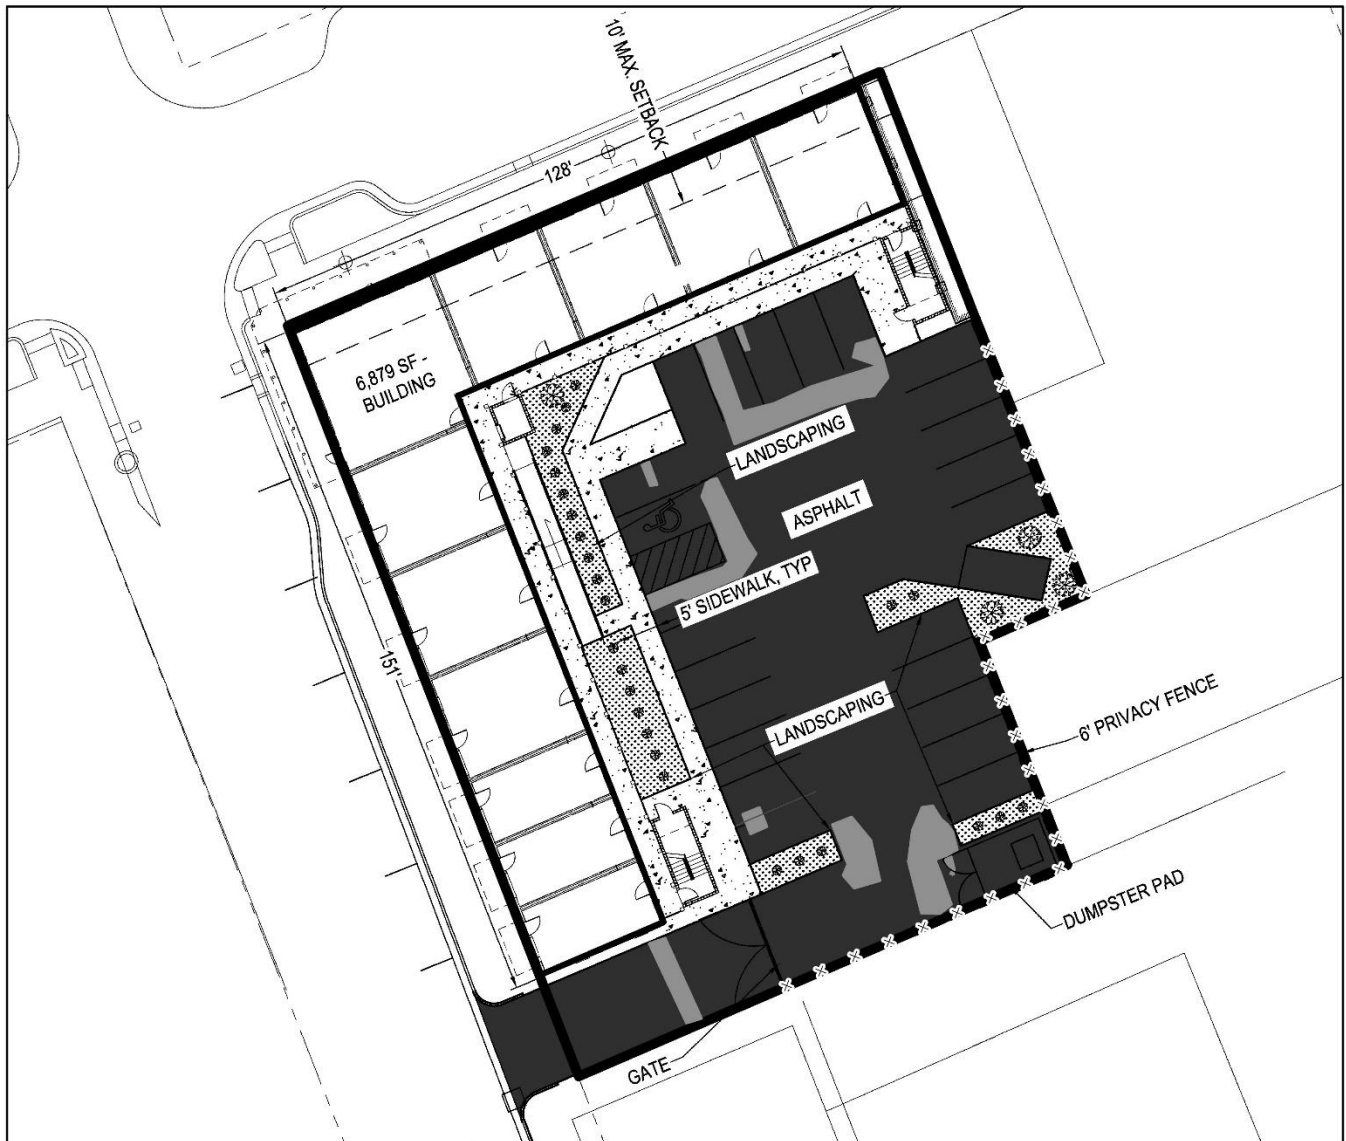 10' MAX. SETBACK
128'
6,879 SF -
BUILDING
LANDSCAPING
ASPHALT
5' SIDEWALK, TYP
151'
LANDSCAPING
6' PRIVACY FENCE
DUMPSTER PAD
GATE